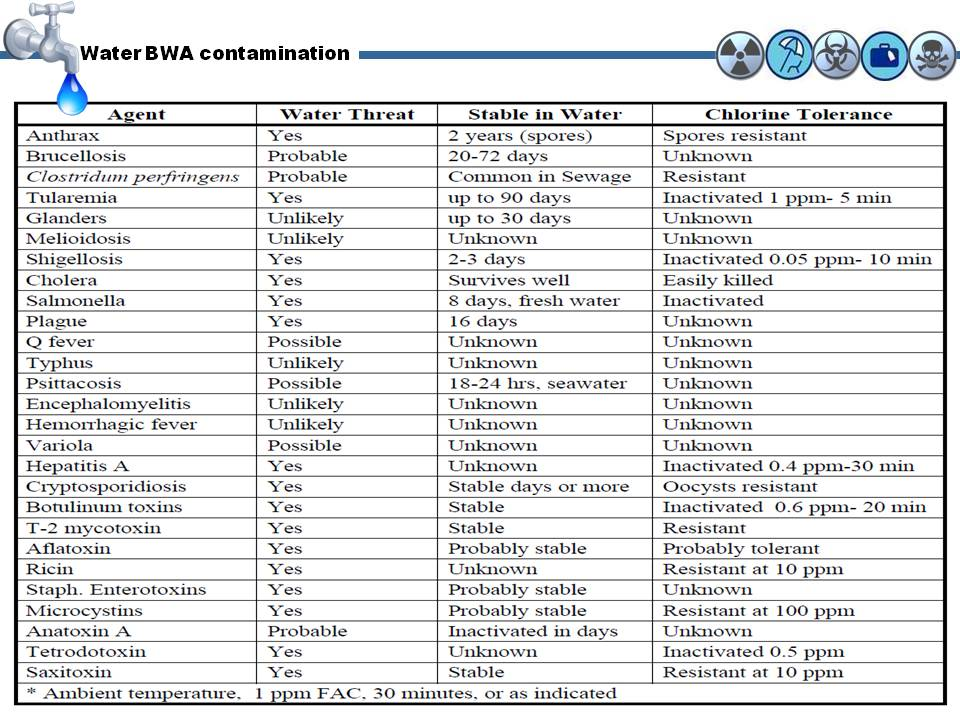 Water BWA contamination
Agent Water Threat Stable in Water Chlorine Tolerance
Anthrax Yes 2 years (spores) Spores resistant
Brucellosis Probable 20-72 days Unknown
Clostridum perfringens Probable Common in Sewage Resistant
Tularemia Yes up to 90 days Inactivated 1 ppm- 5 min
Glanders Unlikely up to 30 days Unknown
Melioidosis Unlikely Unknown Unknown
Shigellosis Yes 2-3 days Inactivated 0.05 ppm- 10 min
Cholera Yes Survives well Easily killed
Salmonella Yes 8 days, fresh water Inactivated
Plague Yes 16 days Unknown
Q fever Possible Unknown Unknown
Typhus Unlikely Unknown Unknown
Psittacosis Possible 18-24 hrs, seawater Unknown
Encephalomyelitis Unlikely Unknown Unknown
Hemorrhagic fever Unlikely Unknown Unknown
Variola Possible Unknown Unknown
Hepatitis A Yes Unknown Inactivated 0.4 ppm-30 min
Cryptosporidiosis Yes Stable days or more Oocysts resistant
Botulinum toxins Yes Stable Inactivated 0.6 ppm- 20 min
T-2 mycotoxin Yes Stable Resistant
Aflatoxin Yes Probably stable Probably tolerant
Ricin Yes Unknown Resistant at 10 ppm
Staph. Enterotoxins Yes Probably stable Unknown
Microcystins Yes Probably stable Resistant at 100 ppm
Anatoxin A Probable Inactivated in days Unknown
Tetrodotoxin Yes Unknown Inactivated 0.5 ppm
Saxitoxin Yes Stable Resistant at 10 ppm
* Ambient temperature, 1 ppm FAC, 30 minutes, or as indicated